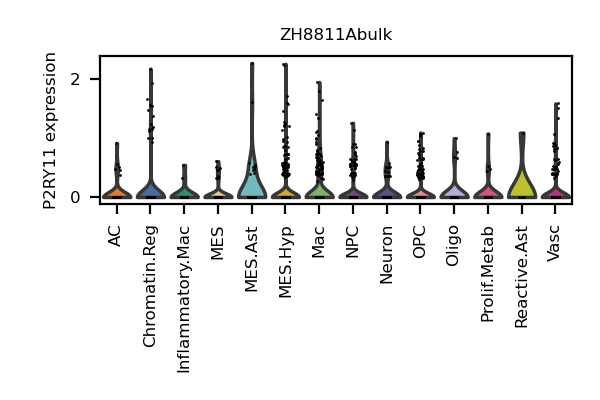 ZH8811Abulk
P2RY11 expression
2
0
AC
Chromatin.Reg
Inflammatory.Mac
MES
MES.Ast
MES.Hyp
Mac
NPC
Neuron
OPC
Oligo
Prolif.Metab
Reactive.Ast
Vasc